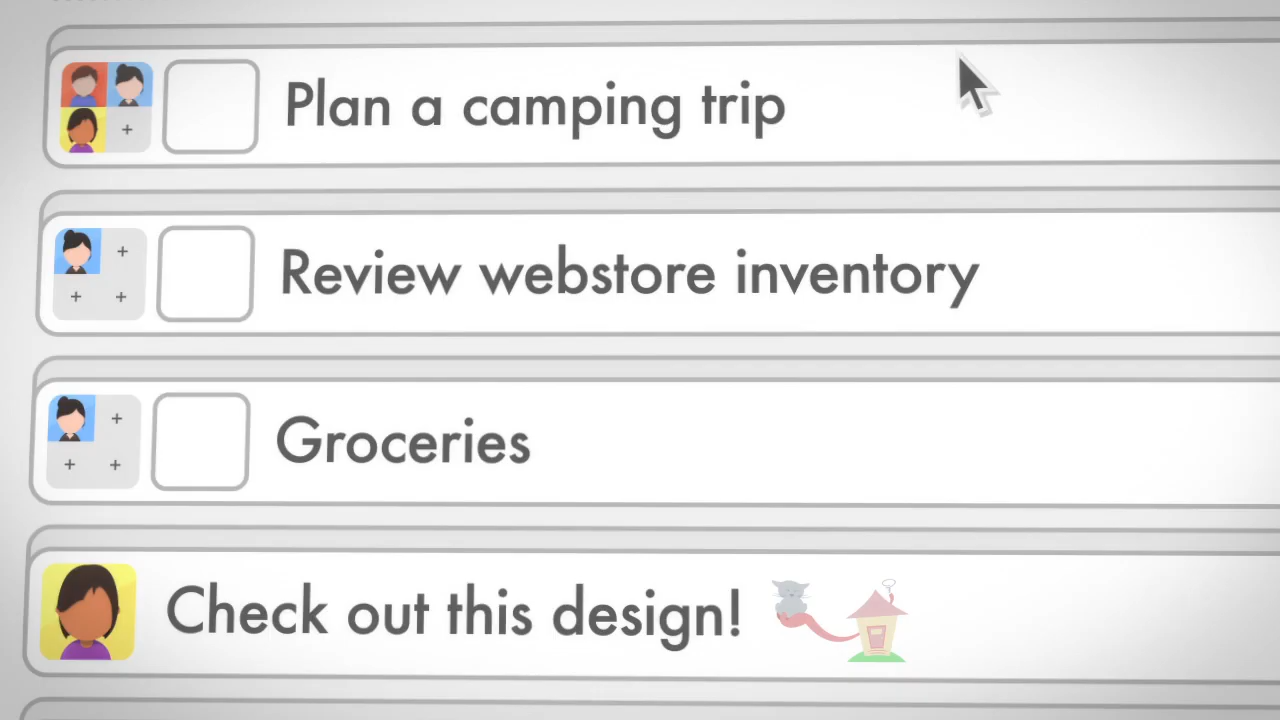 Plan a camping trip
Review webstore inventory
Groceries
Check out this design!